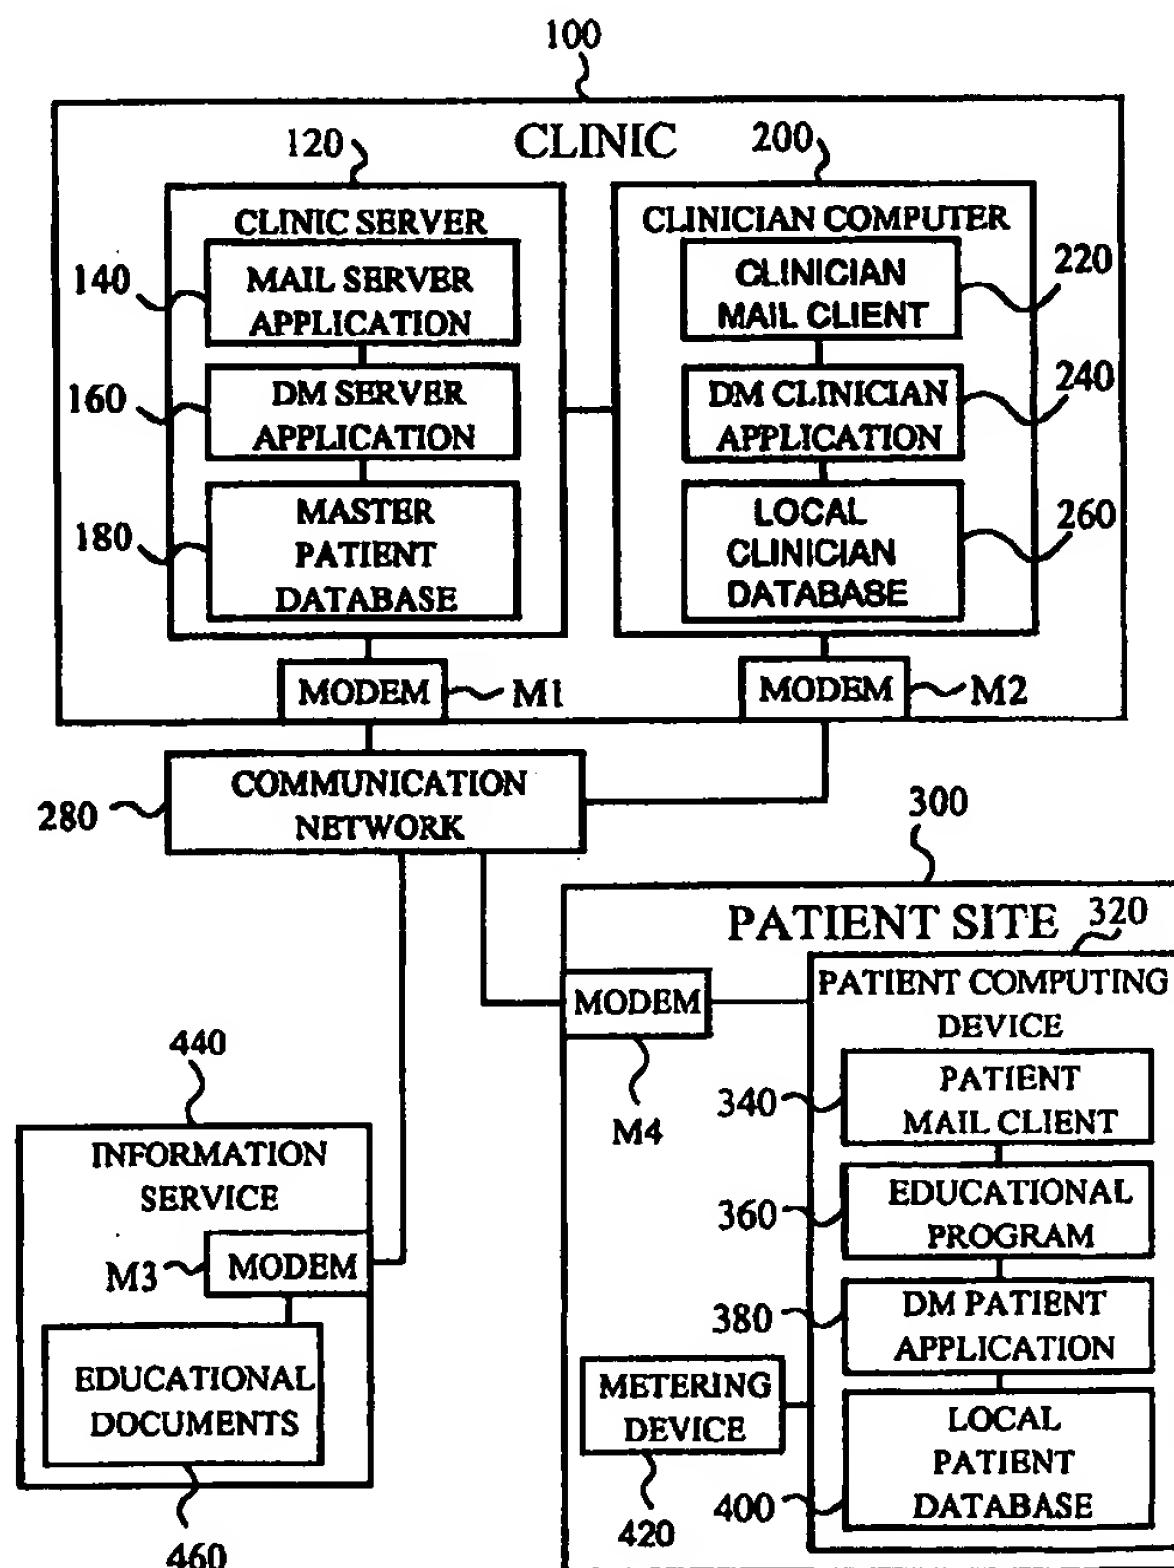 100
CLINIC
120
200
CLINIC SERVER
MAIL SERVER
APPLICATION
140
DM SERVER
APPLICATION
160
MASTER
PATIENT
DATABASE
180
CLINICIAN COMPUTER
CLINICIAN
MAIL CLIENT
220
DM CLINICIAN
APPLICATION
240
LOCAL
CLINICIAN
DATABASE
260
MODEM
M1
MODEM
M2
COMMUNICATION
NETWORK
280
300
PATIENT SITE
320
MODEM
M4
PATIENT COMPUTING
DEVICE
PATIENT
MAIL CLIENT
340
EDUCATIONAL
PROGRAM
360
DM PATIENT
APPLICATION
380
LOCAL
PATIENT
DATABASE
400
METERING
DEVICE
420
440
INFORMATION
SERVICE
M3
MODEM
EDUCATIONAL
DOCUMENTS
460